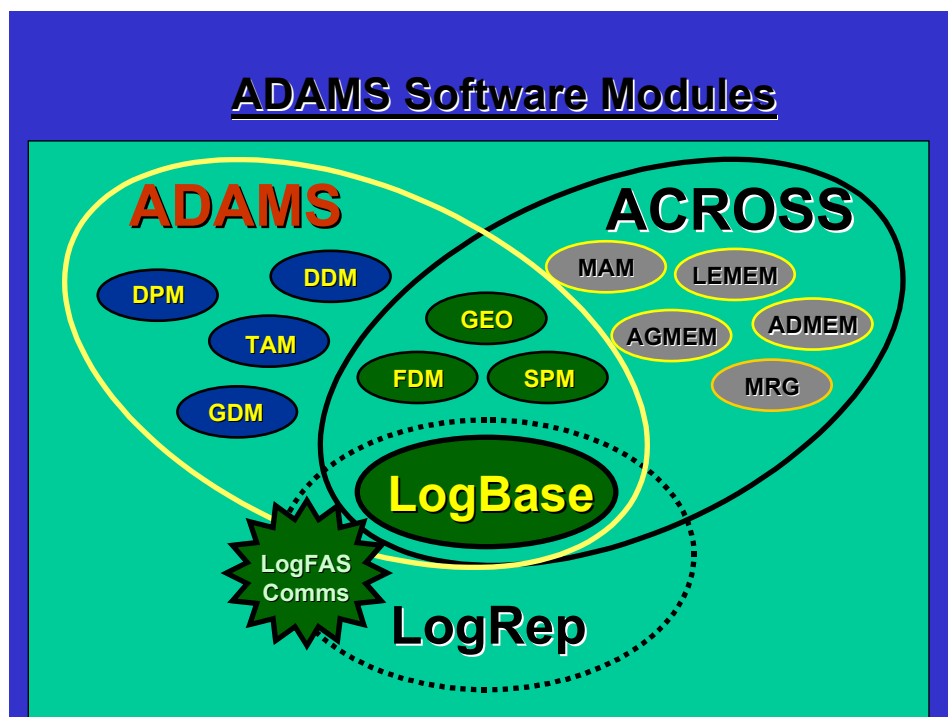 ADAMS Software Modules
ADAMS
ACROSS
MAM
DDM
LEMEM
DPM
GEO
ADMEM
TAM
AGMEM
FDM
SPM
MRG
GDM
LogBase
LogFAS
Comms
LogRep